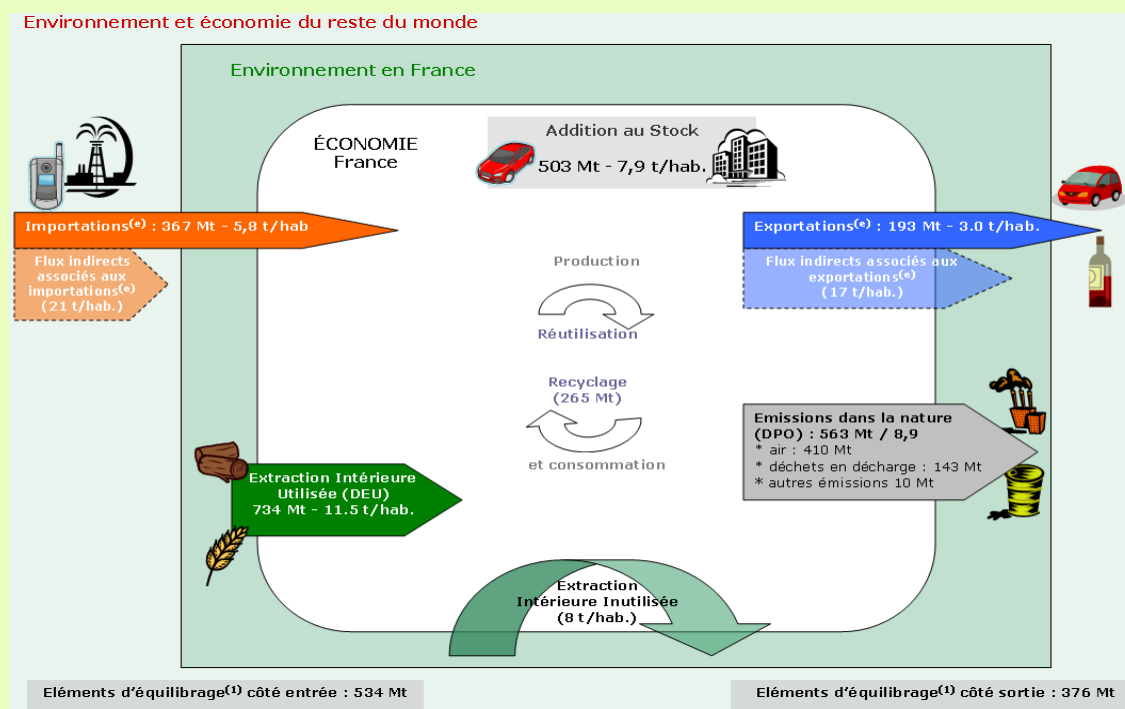 Environnement et économie du reste du monde
Environnement en France
ÉCONOMIE
France
Addition au Stock
503 Mt - 7,9 t/hab.
Importations(e) : 367 Mt - 5,8 t/hab
Flux indirects
associés aux
importations(e)
(21 t/hab.)
Exportations(e) : 193 Mt - 3.0 t/hab.
Flux indirects associés aux
exportations(e)
(17 t/hab.)
Production
Réutilisation
Recyclage
(265 Mt)
et consommation
Emissions dans la nature
(DPO) : 563 Mt / 8,9
* air : 410 Mt
* déchets en décharge : 143 Mt
* autres émissions 10 Mt
Extraction Intérieure
Utilisée (DEU)
734 Mt - 11.5 t/hab.
Extraction
Intérieure Inutilisée
(8 t/hab.)
Eléments d'équilibrage(1) côté entrée : 534 Mt
Eléments d'équilibrage(1) côté sortie : 376 Mt